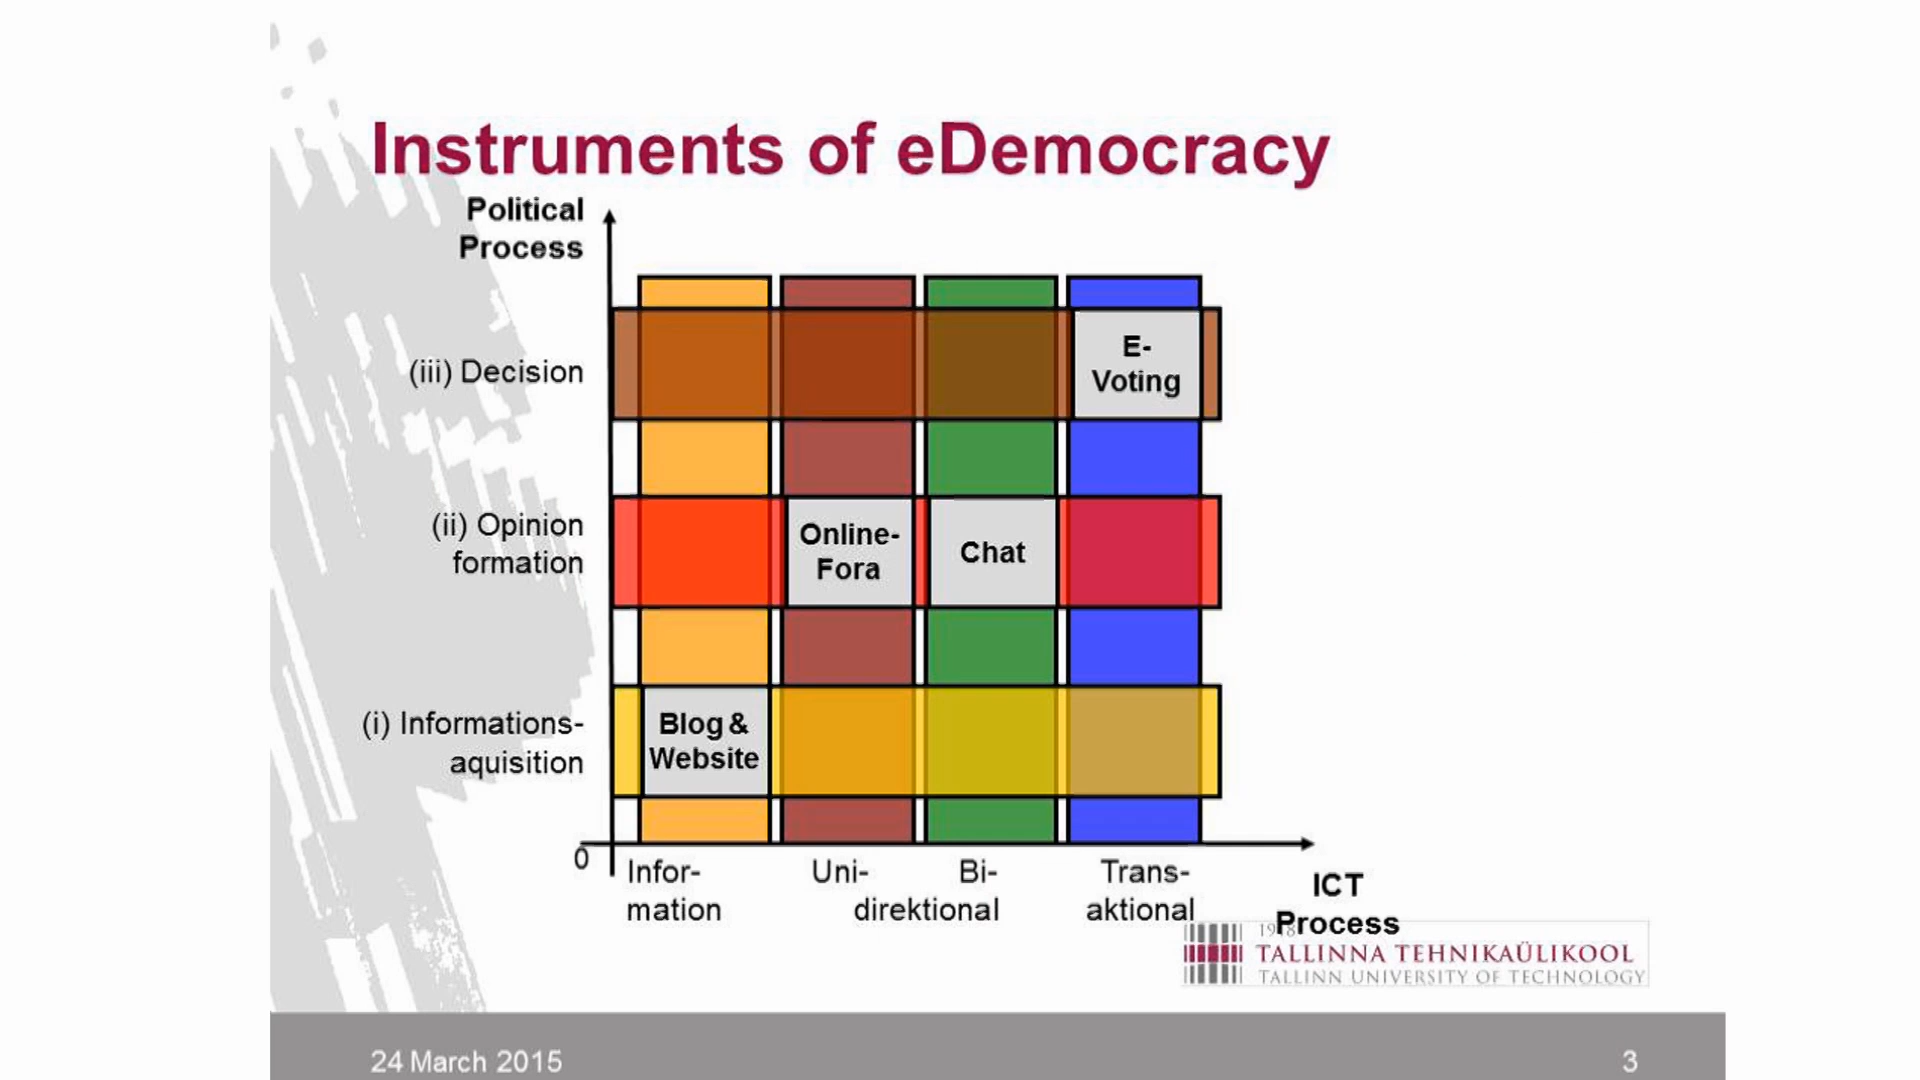 Instruments of eDemocracy
Political
Process
(iii) Decision
E-
Voting
(ii) Opinion
formation
Online-
Fora
Chat
(i) Informations-
aquisition
Blog &
Website
0
Infor-
mation
Uni-
Bi-
direktional
Trans-
aktional
ICT
Process
1918
TALLINNA TEHNIKAÜLIKOOL
TALLINN UNIVERSITY OF TECHNOLOGY
24 March 2015
3